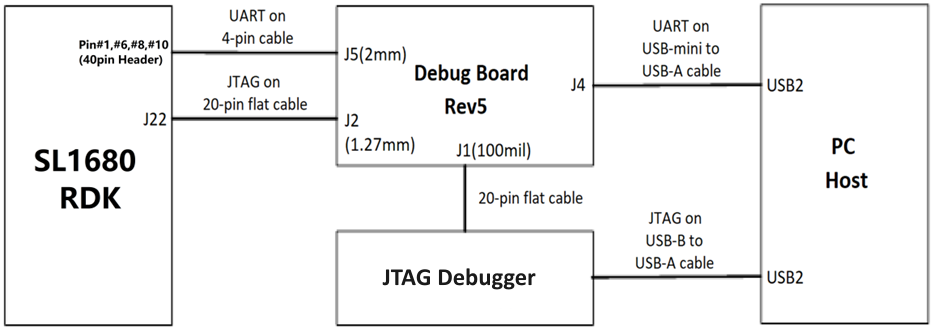 UART on
4-pin cable
Pin#1,#6,#8,#10
(40pin Header)
JTAG on
20-pin flat cable
J22
SL1680
RDK
J5(2mm)
Debug Board
Rev5
J4
J2
(1.27mm)
J1(100mil)
20-pin flat cable
JTAG Debugger
UART on
USB-mini to
USB-A cable
USB2
PC
Host
JTAG on
USB-B to
USB-A cable
USB2